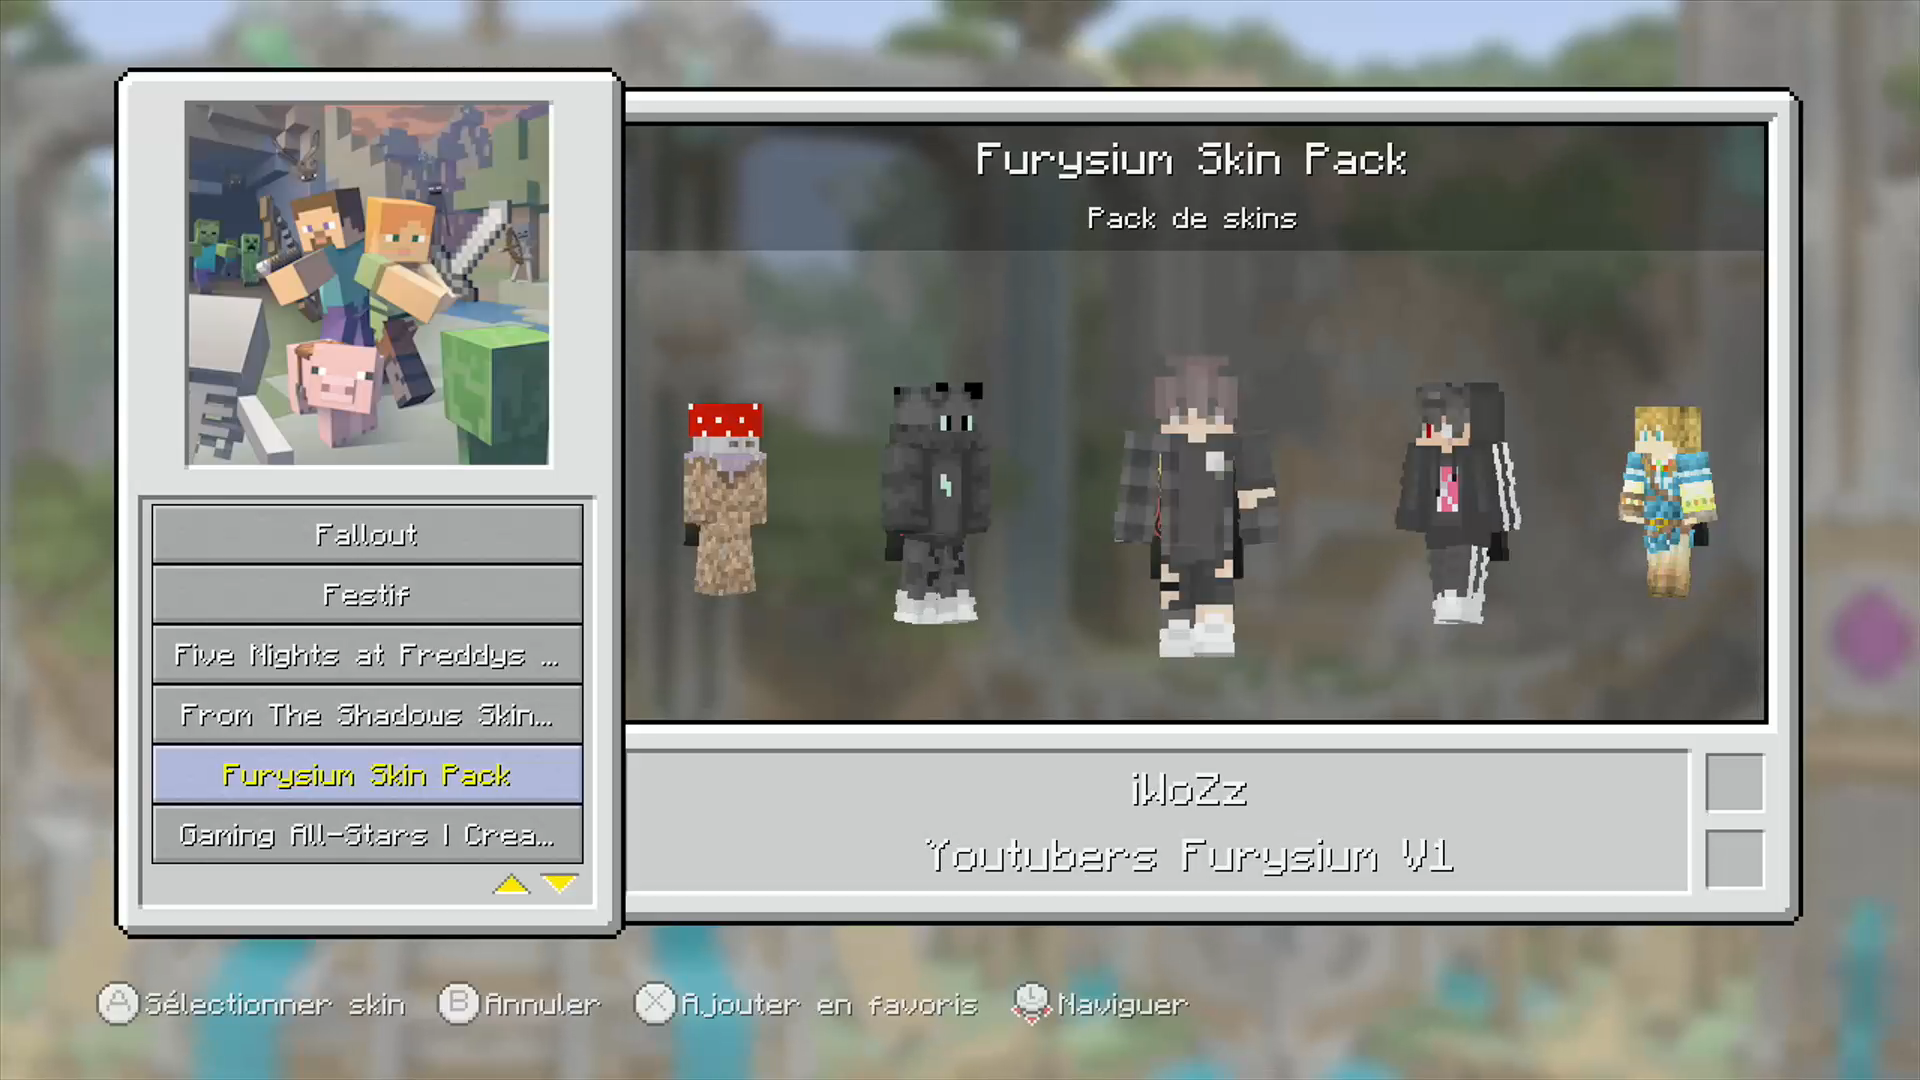 Furysium Skin Pack
Pack de skins
Fallout
Festif
Five Nights at Freddys ...
From The Shadows Skin...
Furysium Skin Pack
Gaming All-Stars | Crea...
iWoZz
Youtubers Furysium V1
A Sélectionner skin B Annuler X Ajouter en favoris L Naviguer